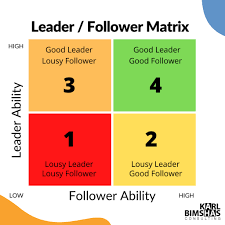 Leader / Follower Matrix
HIGH
Good Leader
Lousy Follower
3
Good Leader
Good Follower
4
Leader Ability
1
Lousy Leader
Lousy Follower
2
Lousy Leader
Good Follower
LOW
Follower Ability
HIGH
KARL
BIMSHAS
CONSULTING